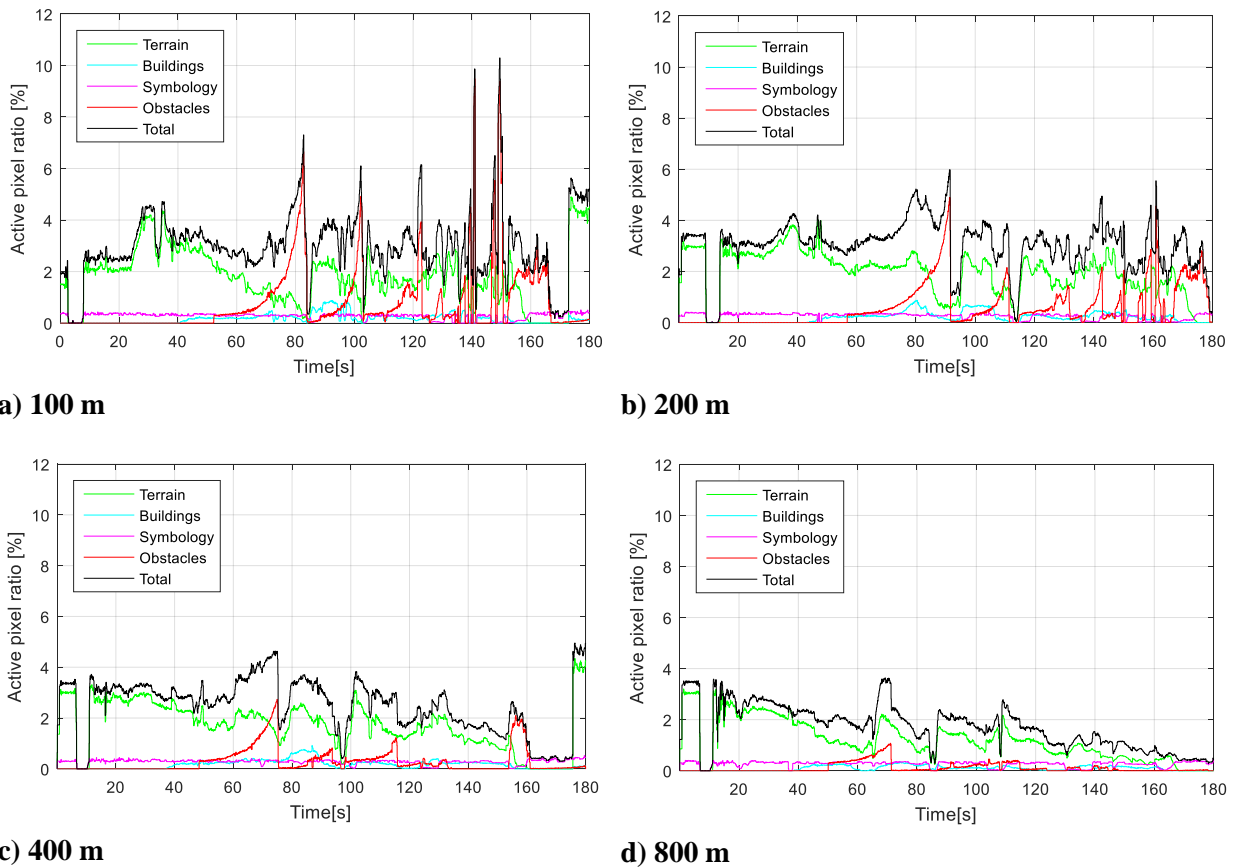 12
10
8
6
4
2
0
Active pixel ratio [%]
Terrain
Buildings
Symbology
Obstacles
Total
0 20 40 60 80 100 120 140 160 180
Time[s]
a) 100 m
12
10
8
6
4
2
0
Active pixel ratio [%]
Terrain
Buildings
Symbology
Obstacles
Total
20 40 60 80 100 120 140 160 180
Time[s]
b) 200 m
12
10
8
6
4
2
0
Active pixel ratio [%]
Terrain
Buildings
Symbology
Obstacles
Total
20 40 60 80 100 120 140 160 180
Time[s]
c) 400 m
12
10
8
6
4
2
0
Active pixel ratio [%]
Terrain
Buildings
Symbology
Obstacles
Total
20 40 60 80 100 120 140 160 180
Time[s]
d) 800 m